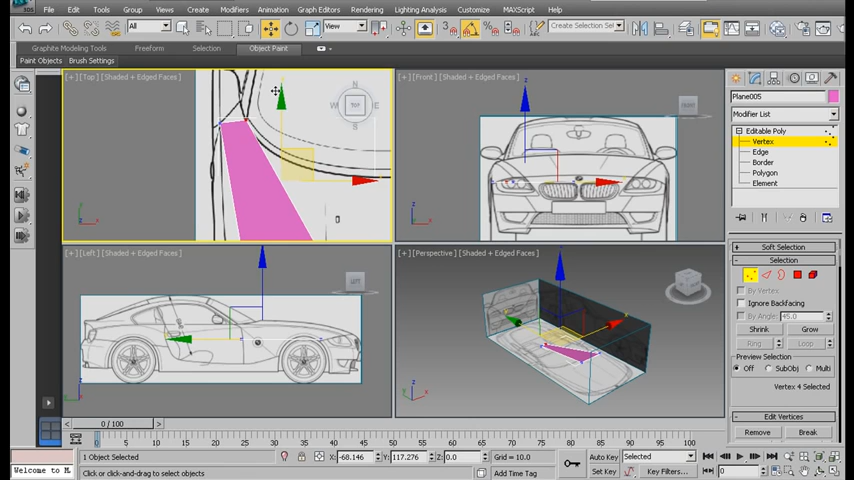 Edit Tools Group Views Create Modifiers Animation Graph Editors Rendering Lighting Analysis Customize MAXScript Help
All View Create Selection Se
Graphite Modeling Tools Freeform Selection Object Paint
Paint Objects Brush Settings
[+] [Top] [Shaded + Edged Faces]
N
W TOP E
S
[+] [Front] [Shaded + Edged Faces]
FRONT
[+] [Left] [Shaded + Edged Faces]
LEFT
[+] [Perspective] [Shaded + Edged Faces]
Plane005
Modifier List
Editable Poly
Vertex
Edge
Border
Polygon
Element
Soft Selection
Selection
By Vertex
Ignore Backfacing
By Angle: 45.0
Shrink Grow
Ring Loop
Preview Selection
Off SubObj Multi
Vertex 4 Selected
Edit Vertices
Remove Break
0 / 100
0 5 10 15 20 25 30 35 40 45 50 55 60 65 70 75 80 85 90 95 100
1 Object Selected X: -68.146 Y: 117.276 Z: 0.0 Grid = 10.0 Auto Key Selected
Welcome to M Click or click-and-drag to select objects Add Time Tag Set Key Key Filters... 0